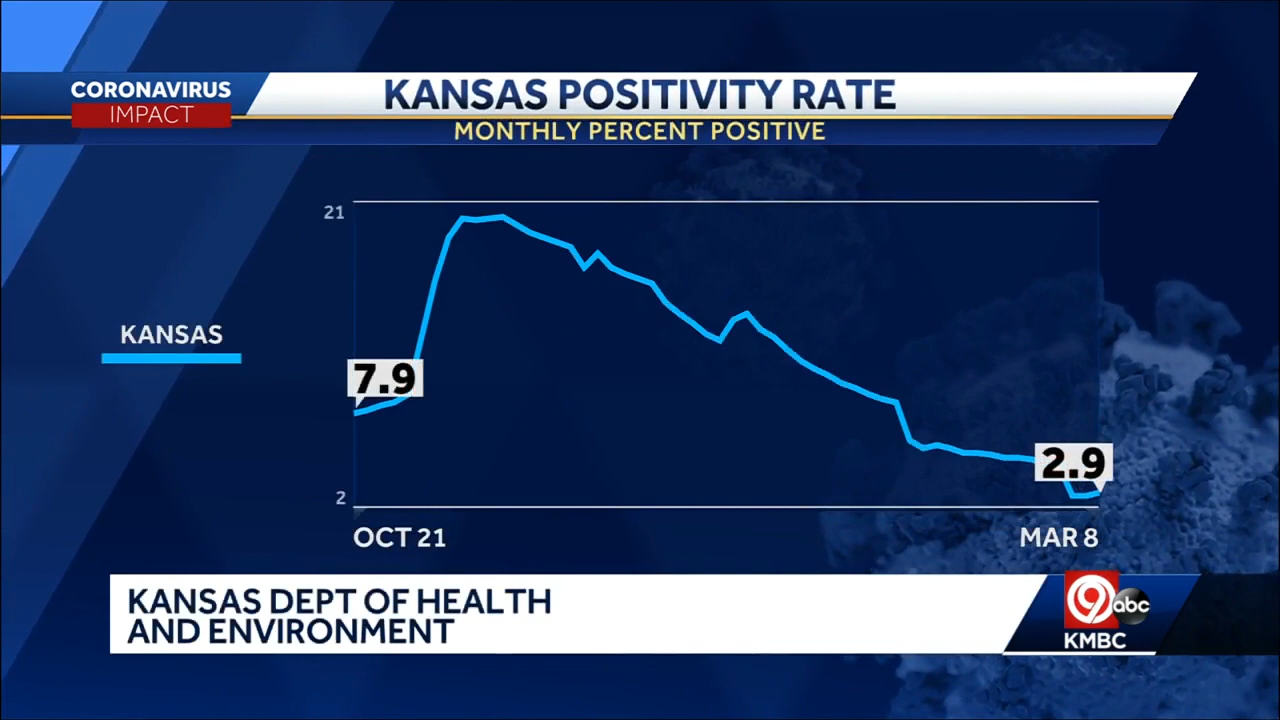 CORONAVIRUS
IMPACT
KANSAS POSITIVITY RATE
MONTHLY PERCENT POSITIVE
21
KANSAS
7.9
2.9
2
OCT 21
MAR 8
KANSAS DEPT OF HEALTH
AND ENVIRONMENT
9
abc
KMBC